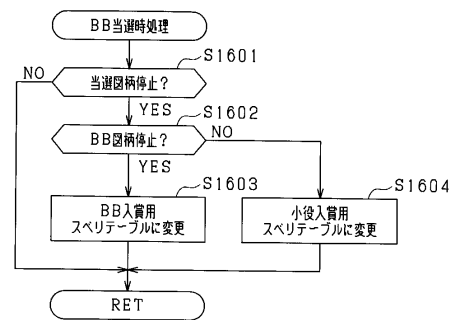 BB当選時処理
S1601
NO
当選図柄停止?
YES
S1602
BB図柄停止?
NO
YES
S1603
BB入賞用
スベリテーブルに変更
S1604
小役入賞用
スベリテーブルに変更
RET